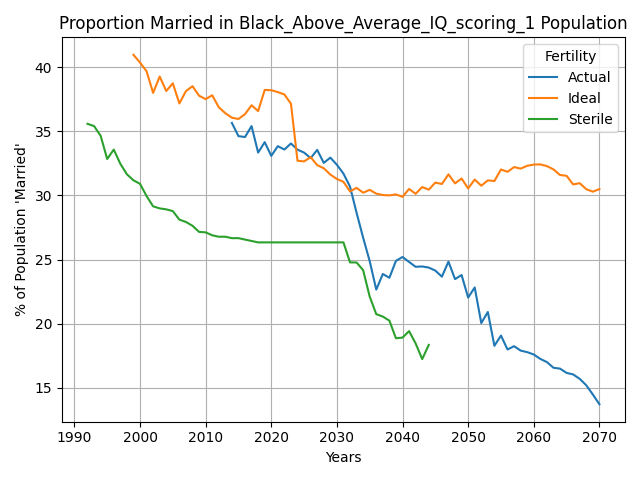 Proportion Married in Black_Above_Average_IQ_scoring_1 Population
% of Population 'Married'
40
35
30
25
20
15
Fertility
Actual
Ideal
Sterile
1990 2000 2010 2020 2030 2040 2050 2060 2070
Years